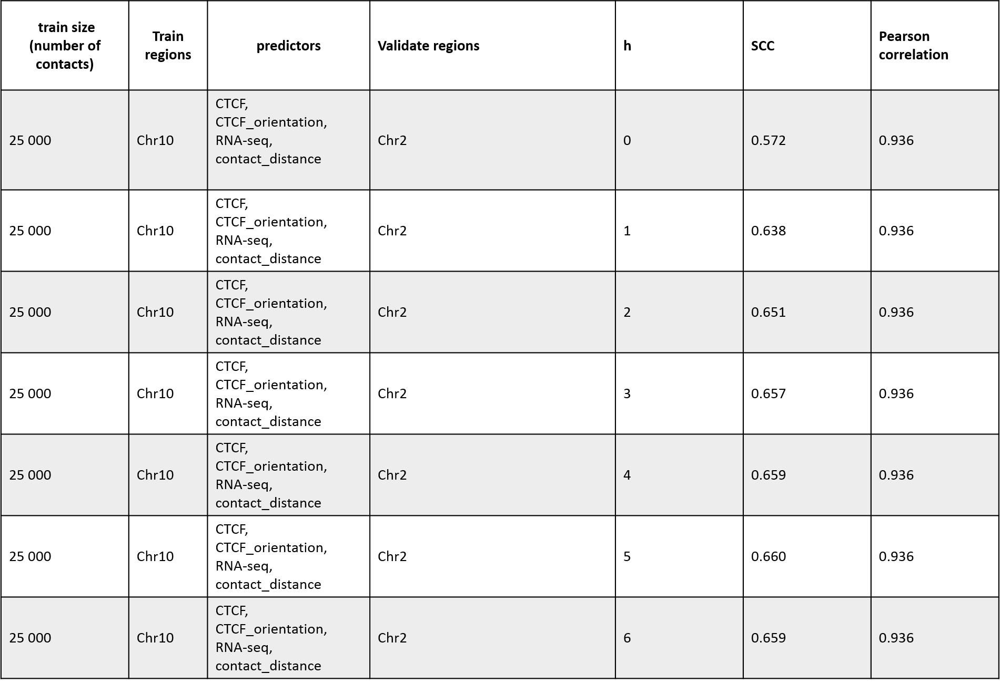 train size
(number of
contacts)
Train
regions
predictors
Validate regions
h
SCC
Pearson
correlation
25 000
Chr10
CTCF,
CTCF_orientation,
RNA-seq,
contact_distance
Chr2
0
0.572
0.936
25 000
Chr10
CTCF,
CTCF_orientation,
RNA-seq,
contact_distance
Chr2
1
0.638
0.936
25 000
Chr10
CTCF,
CTCF_orientation,
RNA-seq,
contact_distance
Chr2
2
0.651
0.936
25 000
Chr10
CTCF,
CTCF_orientation,
RNA-seq,
contact_distance
Chr2
3
0.657
0.936
25 000
Chr10
CTCF,
CTCF_orientation,
RNA-seq,
contact_distance
Chr2
4
0.659
0.936
25 000
Chr10
CTCF,
CTCF_orientation,
RNA-seq,
contact_distance
Chr2
5
0.660
0.936
25 000
Chr10
CTCF,
CTCF_orientation,
RNA-seq,
contact_distance
Chr2
6
0.659
0.936